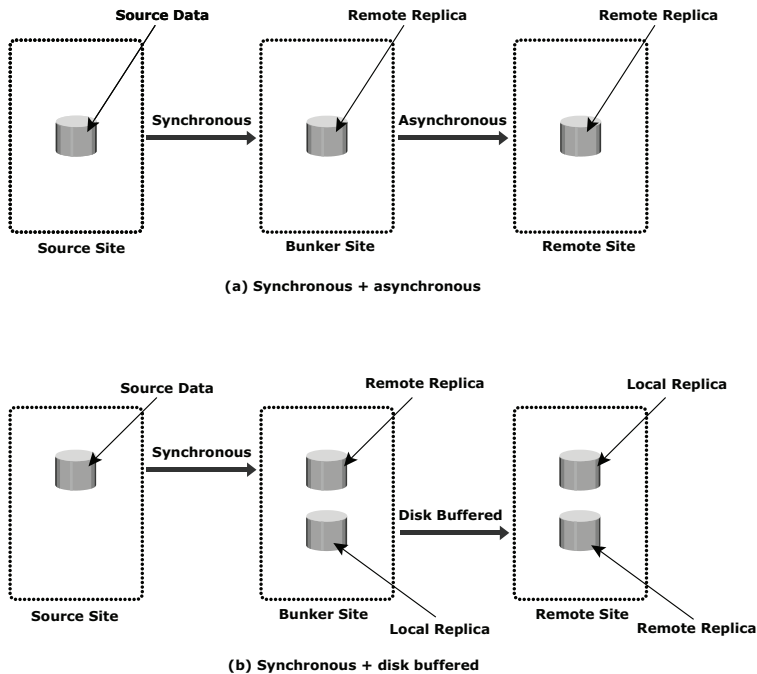 Source Data
Remote Replica
Remote Replica
Synchronous
Asynchronous
Source Site
Bunker Site
Remote Site
(a) Synchronous + asynchronous
Source Data
Remote Replica
Local Replica
Synchronous
Disk Buffered
Source Site
Bunker Site
Remote Site
Local Replica
Remote Replica
(b) Synchronous + disk buffered